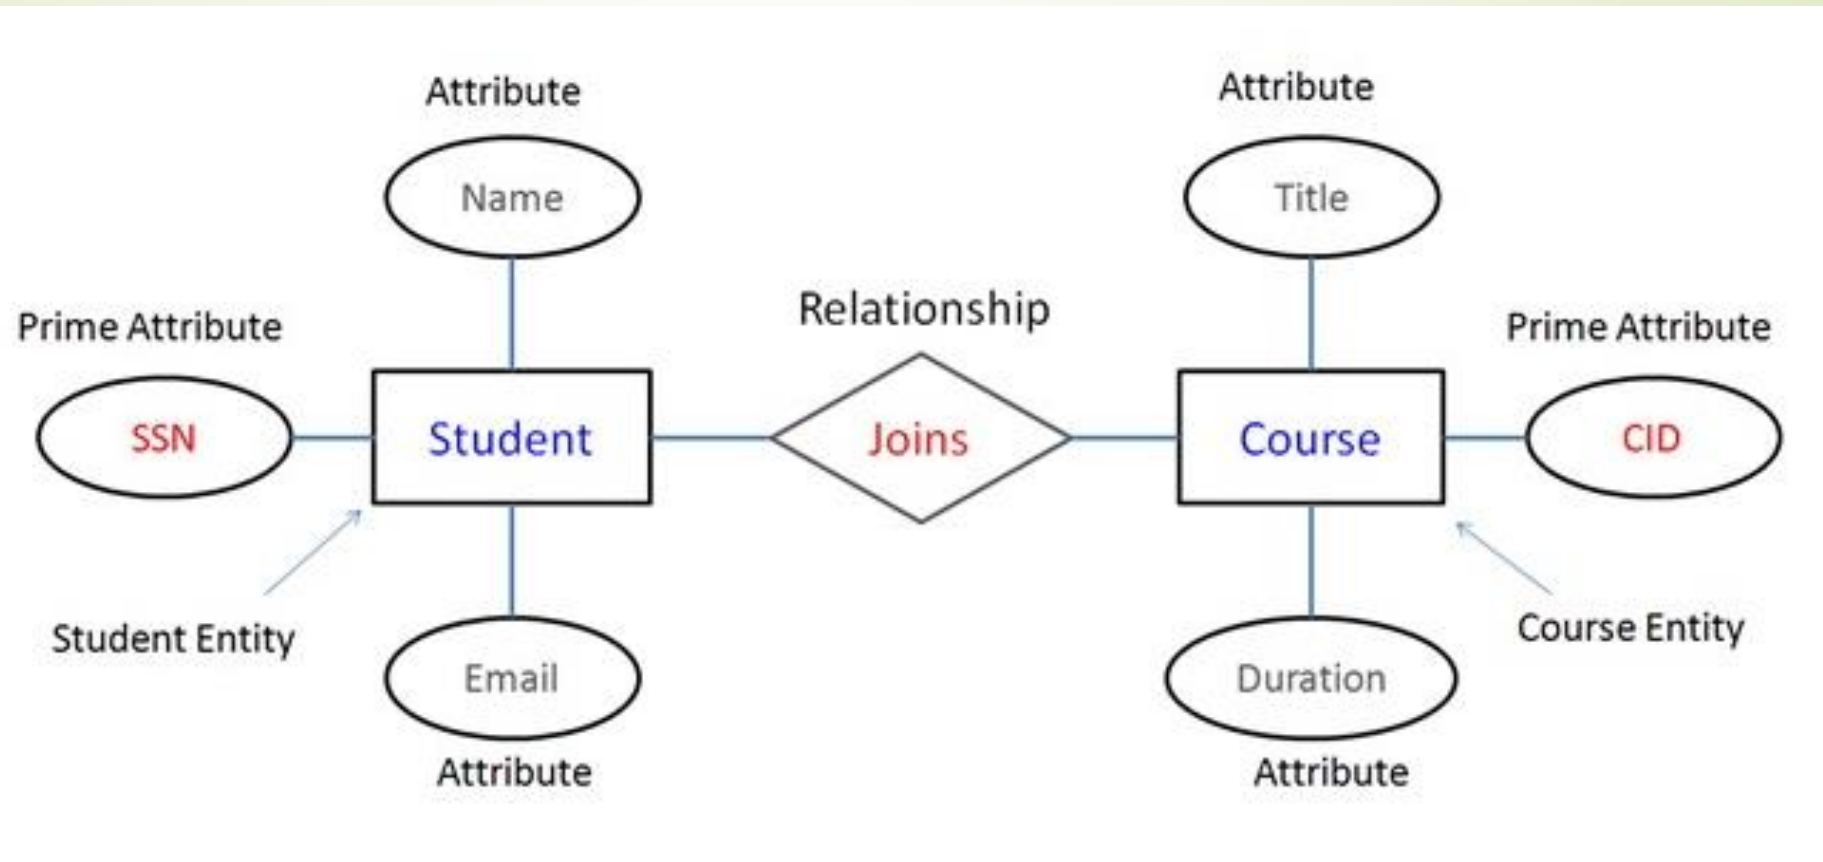 Attribute
Attribute
Name
Title
Relationship
Prime Attribute
Prime Attribute
SSN
Student
Joins
Course
CID
Student Entity
Course Entity
Email
Duration
Attribute
Attribute